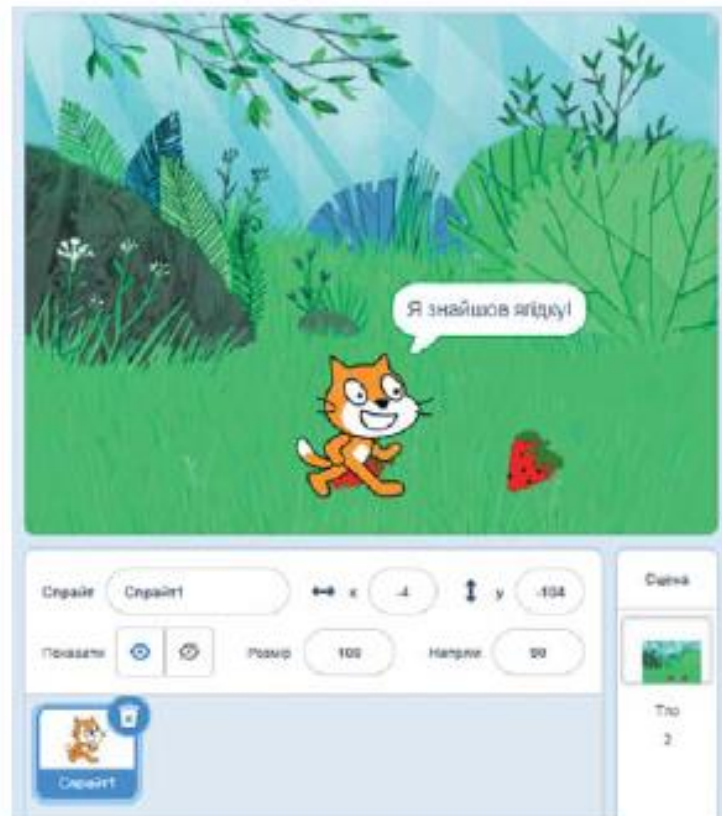 Я знайшов ягідку!
Спрайт Спрайт1 x -4 y -104
Показати Розмір 100 Напрям 90
Спрайт1
Сцена
Тло
2